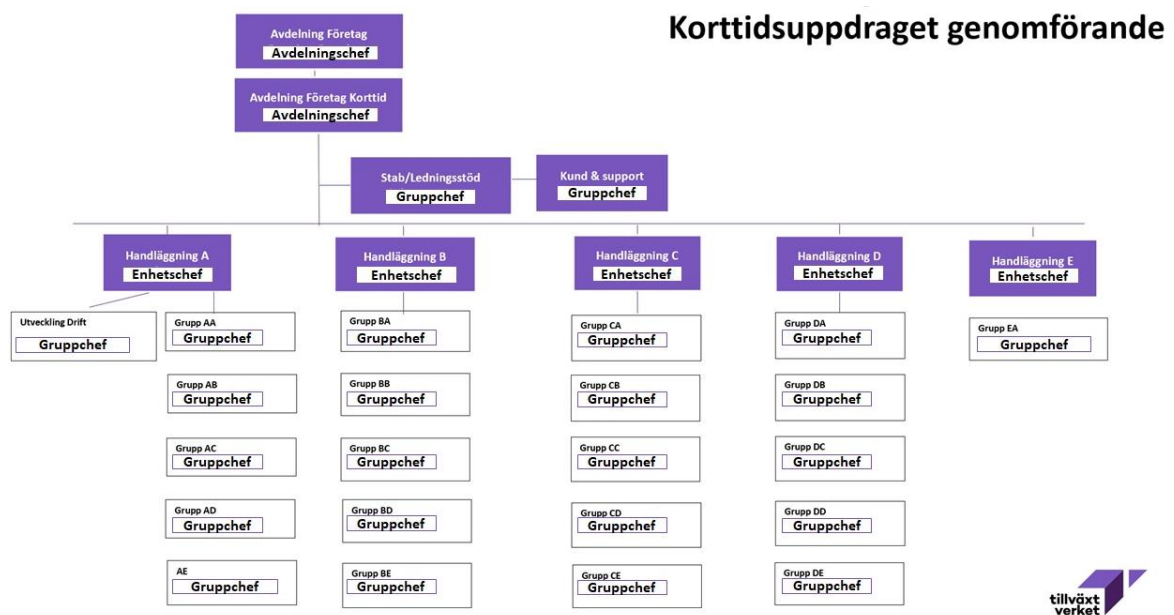 Korttidsuppdraget genomförande
Avdelning Företag
Avdelningschef
Avdelning Företag Korttid
Avdelningschef
Stab/Ledningsstöd
Gruppchef
Kund & support
Gruppchef
Handläggning A
Enhetschef
Handläggning B
Enhetschef
Handläggning C
Enhetschef
Handläggning D
Enhetschef
Handläggning E
Enhetschef
Utveckling Drift
Gruppchef
Grupp AA
Gruppchef
Grupp BA
Gruppchef
Grupp CA
Gruppchef
Grupp DA
Gruppchef
Grupp EA
Gruppchef
Grupp AB
Gruppchef
Grupp BB
Gruppchef
Grupp CB
Gruppchef
Grupp DB
Gruppchef
Grupp AC
Gruppchef
Grupp BC
Gruppchef
Grupp CC
Gruppchef
Grupp DC
Gruppchef
Grupp AD
Gruppchef
Grupp BD
Gruppchef
Grupp CD
Gruppchef
Grupp DD
Gruppchef
AE
Gruppchef
Grupp BE
Gruppchef
Grupp CE
Gruppchef
Grupp DE
Gruppchef
tillväxt
verket